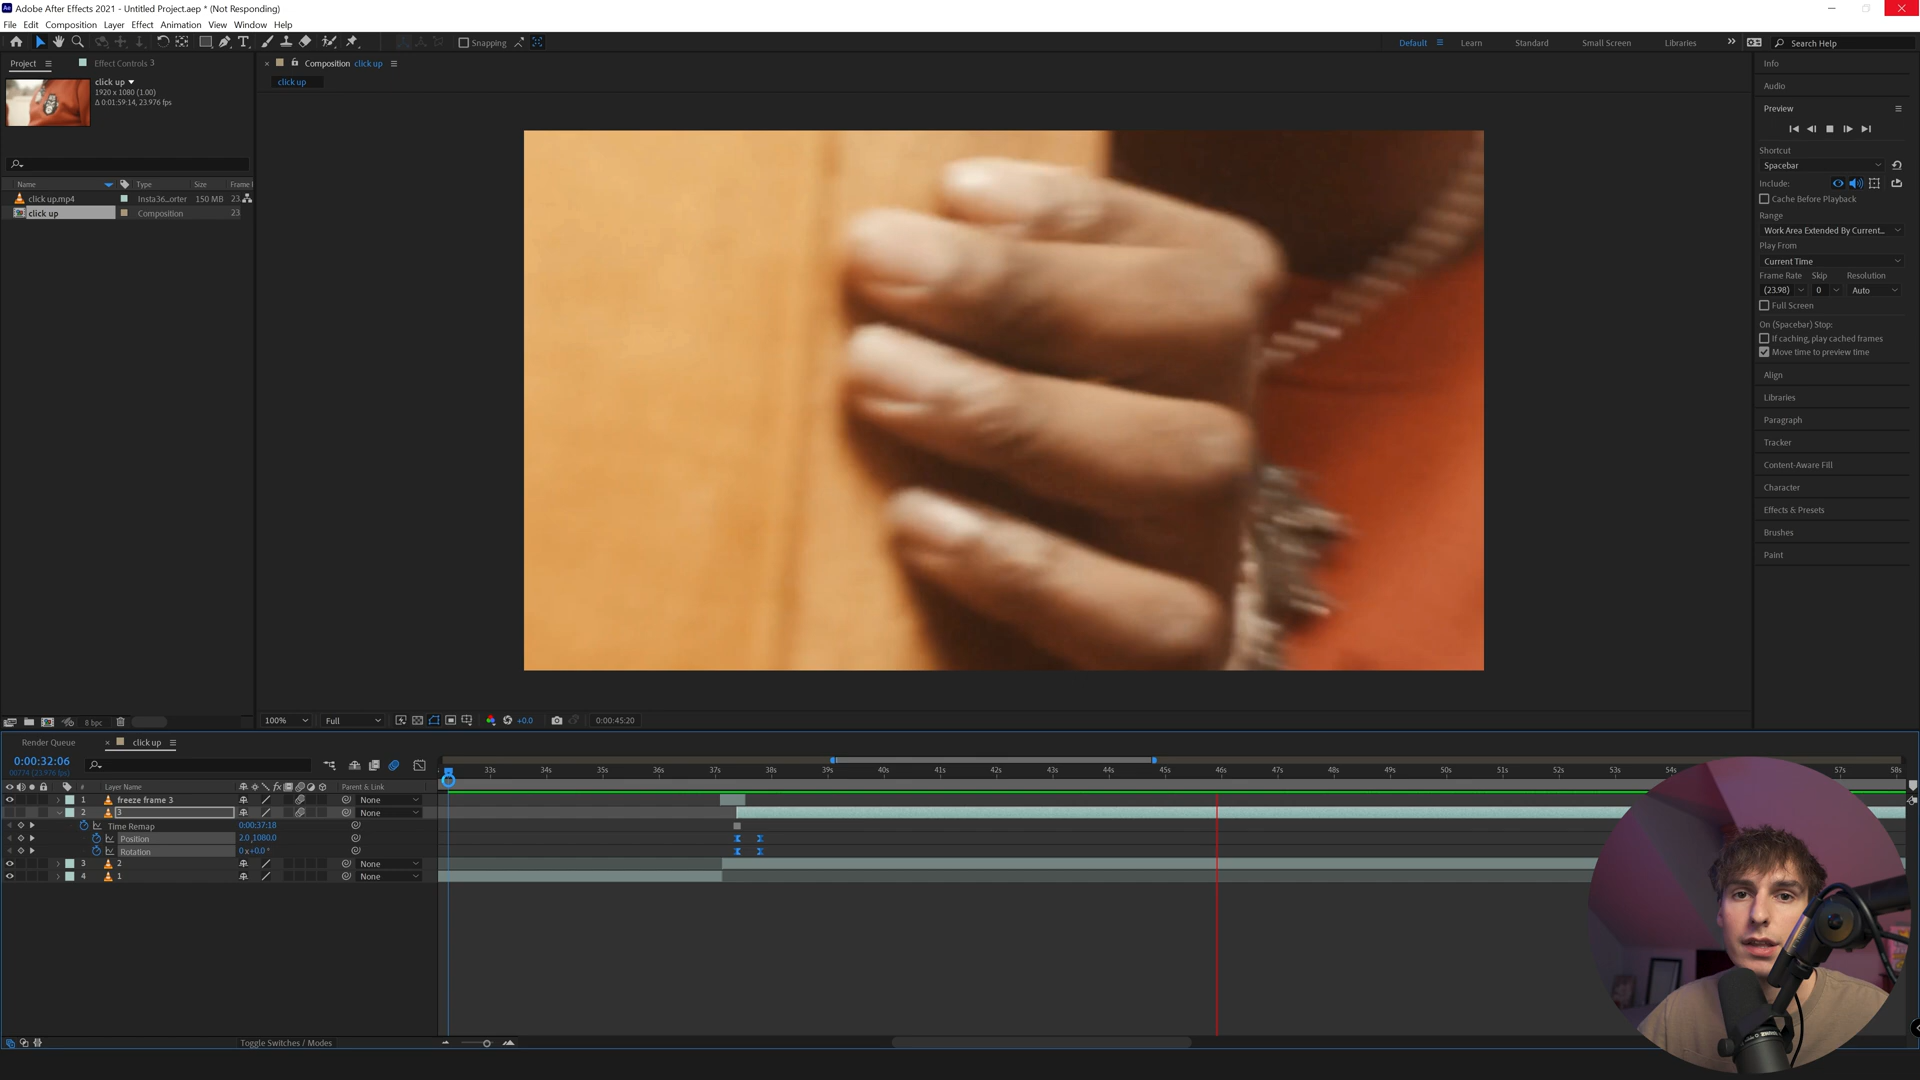 Adobe After Effects 2021 - Untitled Project.aep * (Not Responding)
File Edit Composition Layer Effect Animation View Window Help
Snapping
Default Learn Standard Small Screen Libraries Search Help
Project Effect Controls 3
click up
1920 x 1080 (1.00)
Δ 0:01:59:14, 23.976 fps
Name Type Size Frame
click up.mp4 Insta36...orter 150 MB 23
click up Composition 23
8 bpc
Composition click up
click up
100% Full +0.0 0:00:45:20
Info
Audio
Preview
Shortcut
Spacebar
Include:
Cache Before Playback
Range
Work Area Extended By Current...
Play From
Current Time
Frame Rate Skip Resolution
(23.98) 0 Auto
Full Screen
On (Spacebar) Stop:
If caching, play cached frames
Move time to preview time
Align
Libraries
Paragraph
Tracker
Content-Aware Fill
Character
Effects & Presets
Brushes
Paint
Render Queue click up
0:00:32:06
00774 (23.976 fps)
33s 34s 35s 36s 37s 38s 39s 40s 41s 42s 43s 44s 45s 46s 47s 48s 49s 50s 51s 52s 53s 54s 55s 57s 58s
# Layer Name Parent & Link
1 freeze frame 3 None
2 3 None
Time Remap 0:00:37:18
Position 2.0,1080.0
Rotation 0x+0.0°
3 2 None
4 1 None
Toggle Switches / Modes